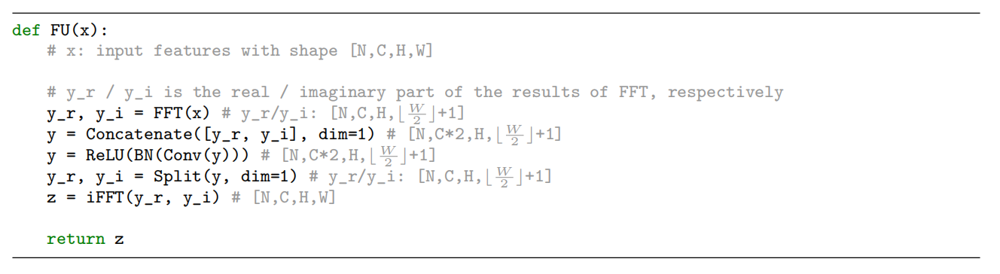 def FU(x):
# x: input features with shape [N,C,H,W]
# y_r / y_i is the real / imaginary part of the results of FFT, respectively
y_r, y_i = FFT(x) # y_r/y_i: [N,C,H,⌊W/2⌋+1]
y = Concatenate([y_r, y_i], dim=1) # [N,C*2,H,⌊W/2⌋+1]
y = ReLU(BN(Conv(y))) # [N,C*2,H,⌊W/2⌋+1]
y_r, y_i = Split(y, dim=1) # y_r/y_i: [N,C,H,⌊W/2⌋+1]
z = iFFT(y_r, y_i) # [N,C,H,W]
return z